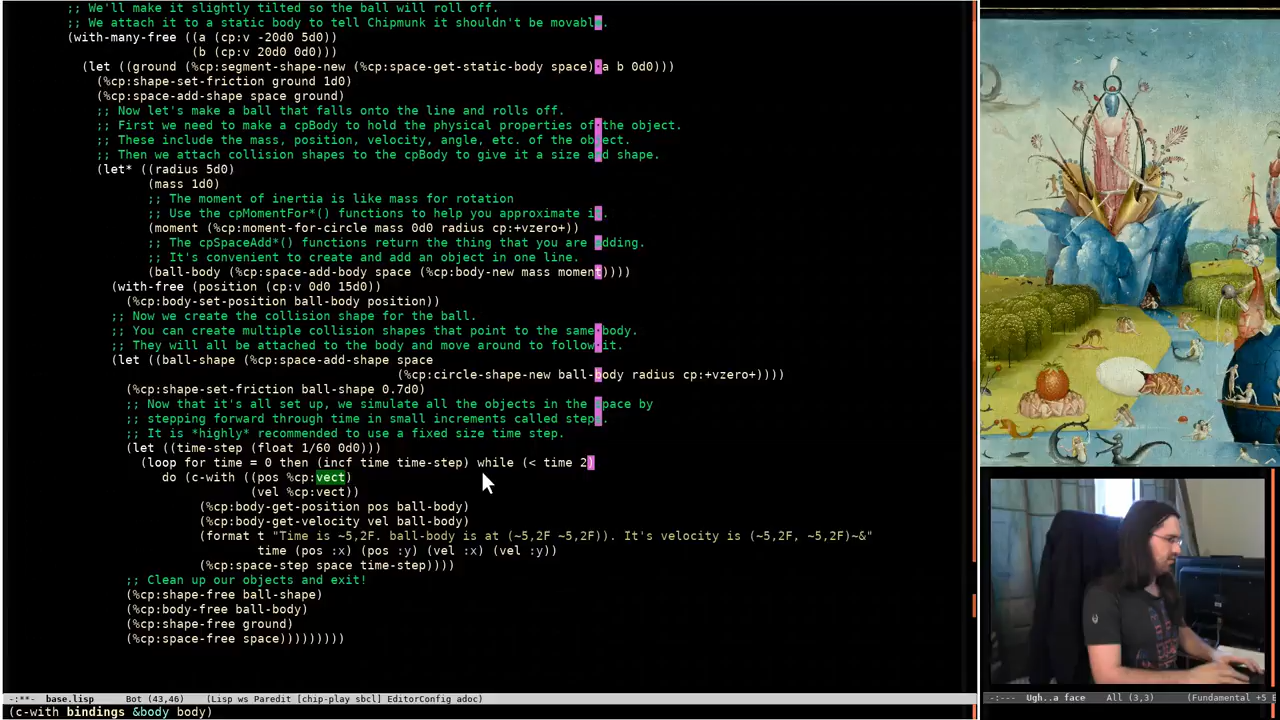 ;; We'll make it slightly tilted so the ball will roll off.
;; We attach it to a static body to tell Chipmunk it shouldn't be movable.
(with-many-free ((a (cp:v -20d0 5d0))
(b (cp:v 20d0 0d0)))
(let ((ground (%cp:segment-shape-new (%cp:space-get-static-body space) a b 0d0)))
(%cp:shape-set-friction ground 1d0)
(%cp:space-add-shape space ground)
;; Now let's make a ball that falls onto the line and rolls off.
;; First we need to make a cpBody to hold the physical properties of the object.
;; These include the mass, position, velocity, angle, etc. of the object.
;; Then we attach collision shapes to the cpBody to give it a size and shape.
(let* ((radius 5d0)
(mass 1d0)
;; The moment of inertia is like mass for rotation
;; Use the cpMomentFor*() functions to help you approximate it.
(moment (%cp:moment-for-circle mass 0d0 radius cp:+vzero+))
;; The cpSpaceAdd*() functions return the thing that you are adding.
;; It's convenient to create and add an object in one line.
(ball-body (%cp:space-add-body space (%cp:body-new mass moment))))
(with-free (position (cp:v 0d0 15d0))
(%cp:body-set-position ball-body position))
;; Now we create the collision shape for the ball.
;; You can create multiple collision shapes that point to the same body.
;; They will all be attached to the body and move around to follow it.
(let ((ball-shape (%cp:space-add-shape space
(%cp:circle-shape-new ball-body radius cp:+vzero+))))
(%cp:shape-set-friction ball-shape 0.7d0)
;; Now that it's all set up, we simulate all the objects in the space by
;; stepping forward through time in small increments called steps.
;; It is *highly* recommended to use a fixed size time step.
(let ((time-step (float 1/60 0d0)))
(loop for time = 0 then (incf time time-step) while (< time 2)
do (c-with ((pos %cp:vect)
(vel %cp:vect))
(%cp:body-get-position pos ball-body)
(%cp:body-get-velocity vel ball-body)
(format t "Time is ~5,2F. ball-body is at (~5,2F ~5,2F)). It's velocity is (~5,2F, ~5,2F)~&"
time (pos :x) (pos :y) (vel :x) (vel :y))
(%cp:space-step space time-step))))
;; Clean up our objects and exit!
(%cp:shape-free ball-shape)
(%cp:body-free ball-body)
(%cp:shape-free ground)
(%cp:space-free space)))))))))
-:**- base.lisp Bot (43,46) (Lisp ws Paredit [chip-play sbcl] EditorConfig adoc)
-:--- Ugh..a face All (3,3) (Fundamental +5 E
(c-with bindings &body body)